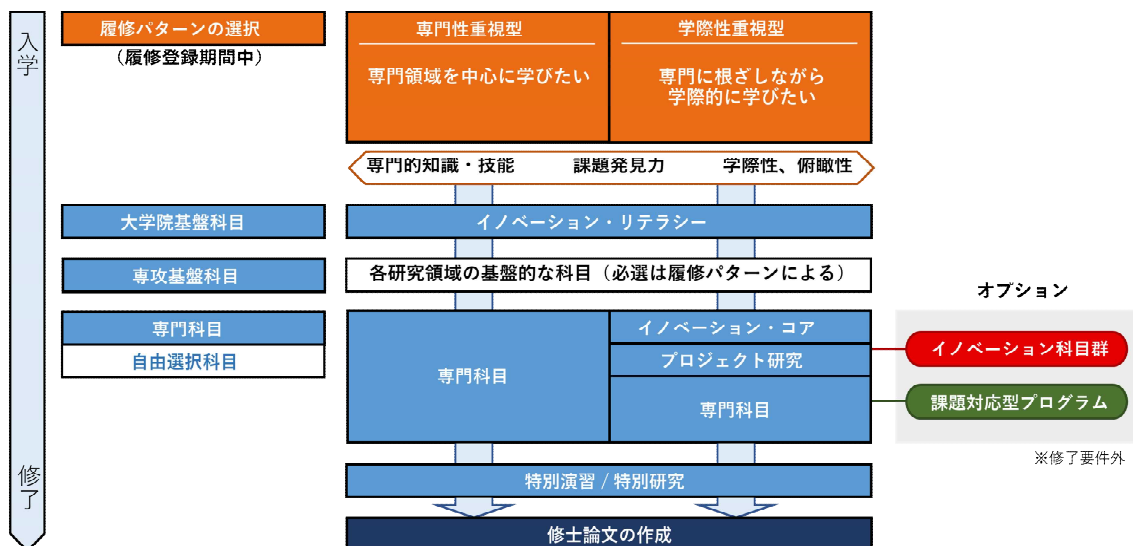 入学
履修パターンの選択
（履修登録期間中）
専門性重視型
専門領域を中心に学びたい
学際性重視型
専門に根ざしながら
学際的に学びたい
専門的知識・技能
課題発見力
学際性、俯瞰性
大学院基盤科目
イノベーション・リテラシー
専攻基盤科目
各研究領域の基盤的な科目（必選は履修パターンによる）
専門科目
自由選択科目
専門科目
イノベーション・コア
プロジェクト研究
専門科目
オプション
イノベーション科目群
課題対応型プログラム
※修了要件外
特別演習 / 特別研究
修士論文の作成
修了